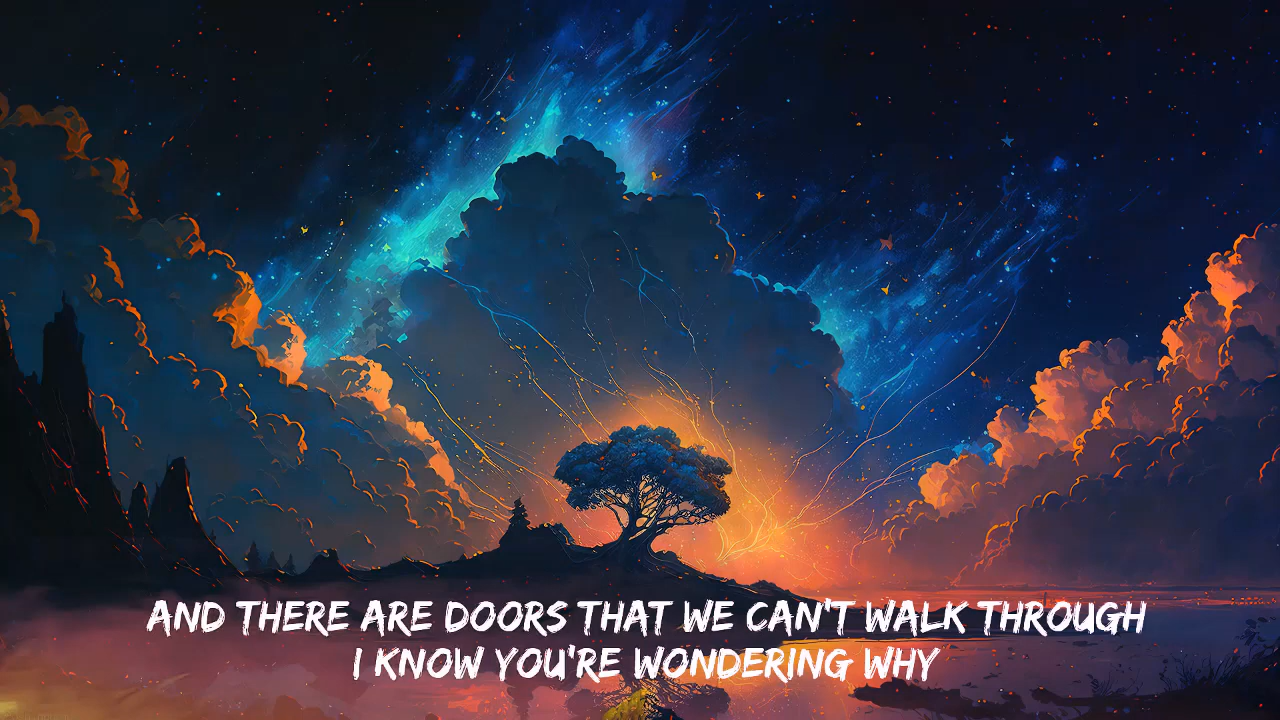 AND THERE ARE DOORS THAT WE CAN'T WALK THROUGH
I KNOW YOU'RE WONDERING WHY